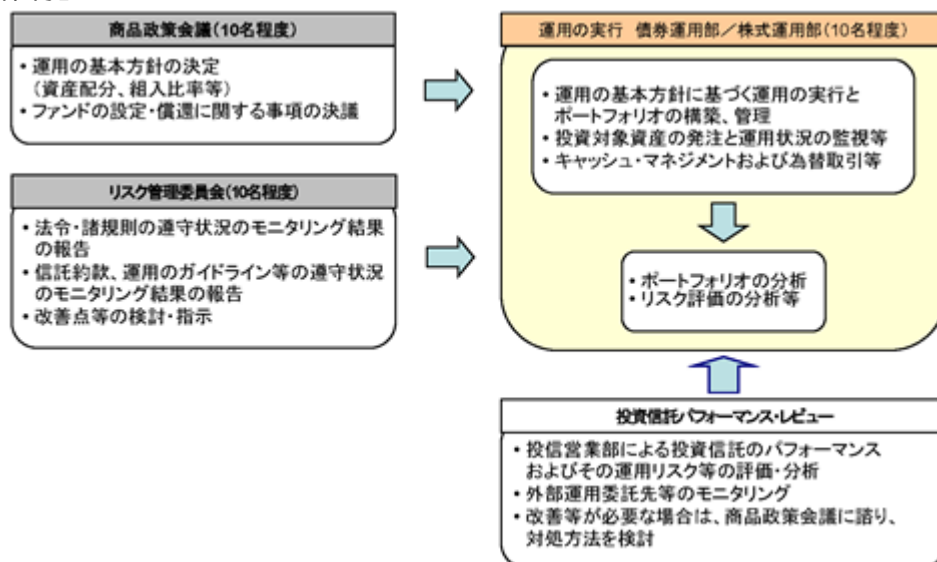 商品政策会議(10名程度)
• 運用の基本方針の決定
(資産配分、組入比率等)
• ファンドの設定・償還に関する事項の決議
リスク管理委員会(10名程度)
• 法令・諸規則の遵守状況のモニタリング結果
の報告
• 信託約款、運用のガイドライン等の遵守状況
のモニタリング結果の報告
• 改善点等の検討・指示
運用の実行 債券運用部/株式運用部(10名程度)
• 運用の基本方針に基づく運用の実行と
ポートフォリオの構築、管理
• 投資対象資産の発注と運用状況の監視等
• キャッシュ・マネジメントおよび為替取引等
• ポートフォリオの分析
• リスク評価の分析等
投資信託パフォーマンス・レビュー
• 投信営業部による投資信託のパフォーマンス
およびその運用リスク等の評価・分析
• 外部運用委託先等のモニタリング
• 改善等が必要な場合は、商品政策会議に諮り、
対処方法を検討